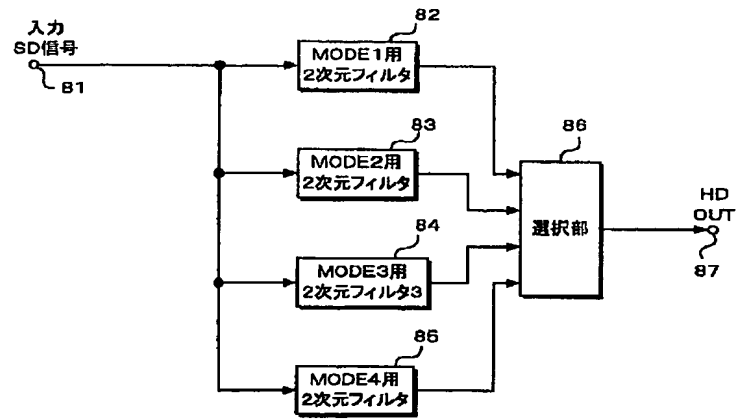 入力
SD信号
81
82
MODE1用
2次元フィルタ
83
MODE2用
2次元フィルタ
84
MODE3用
2次元フィルタ3
85
MODE4用
2次元フィルタ
86
選択部
HD
OUT
87